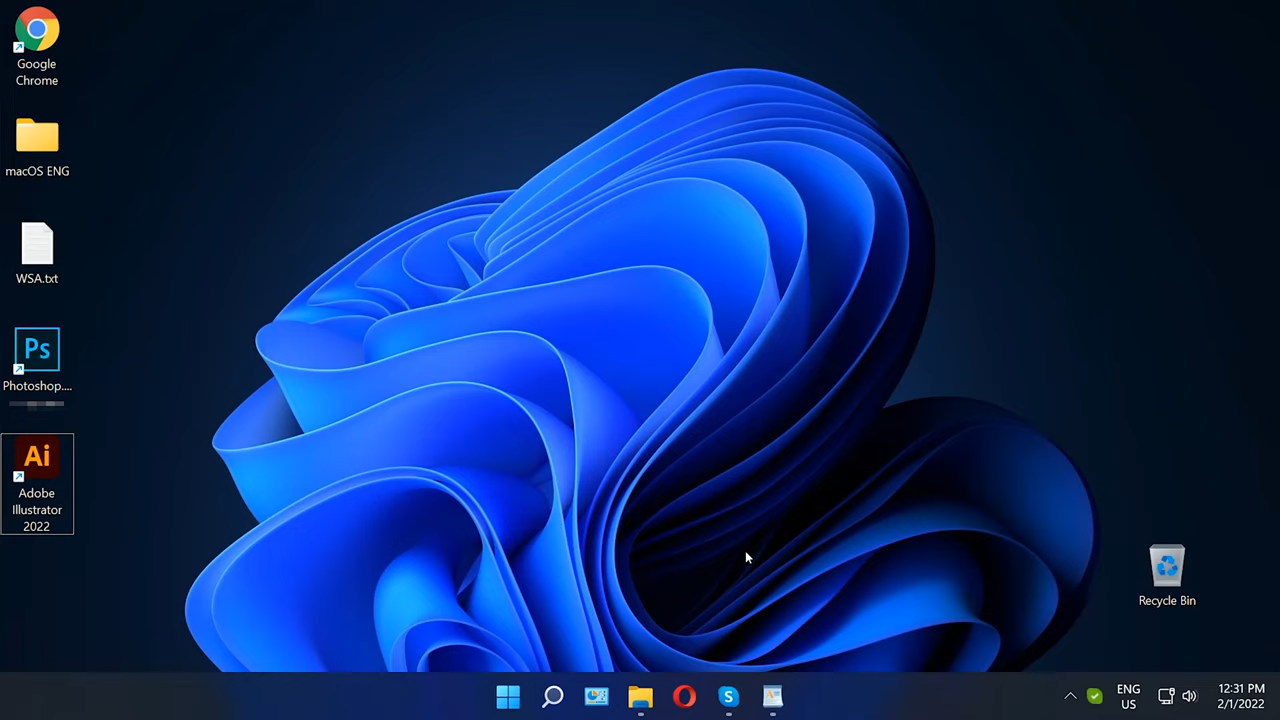 Google
Chrome
macOS ENG
WSA.txt
Ps
Photoshop....
Ai
Adobe
Illustrator
2022
Recycle Bin
S
ENG
US
12:31 PM
2/1/2022